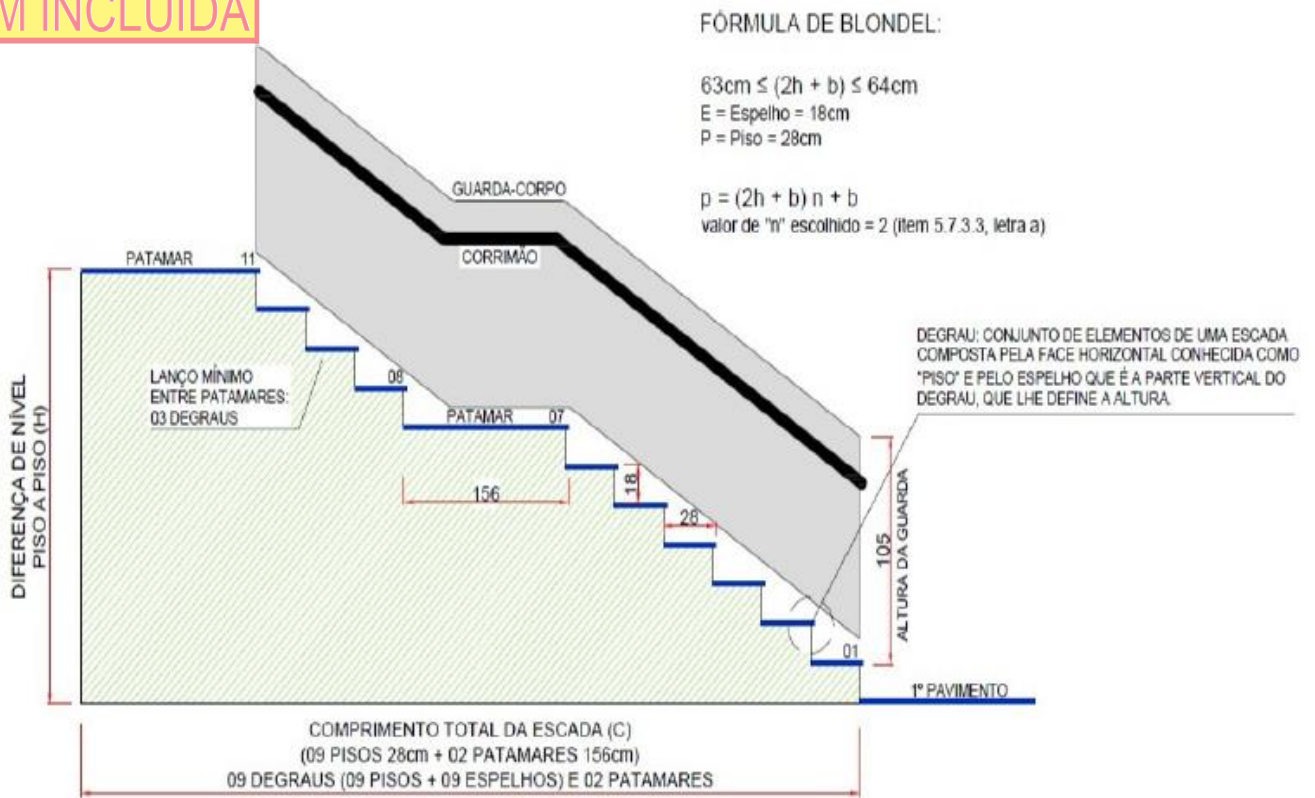 M INCLUÍDA
FÓRMULA DE BLONDEL:
63cm ≤ (2h + b) ≤ 64cm
E = Espelho = 18cm
P = Piso = 28cm
p = (2h + b) n + b
valor de "n" escolhido = 2 (item 5.7.3.3, letra a)
GUARDA-CORPO
CORRIMÃO
PATAMAR
11
LANÇO MÍNIMO
ENTRE PATAMARES:
03 DEGRAUS
08
PATAMAR
07
156
18
28
DEGRAU: CONJUNTO DE ELEMENTOS DE UMA ESCADA
COMPOSTA PELA FACE HORIZONTAL CONHECIDA COMO
"PISO" E PELO ESPELHO QUE É A PARTE VERTICAL DO
DEGRAU, QUE LHE DEFINE A ALTURA.
DIFERENÇA DE NÍVEL
PISO A PISO (H)
105
ALTURA DA GUARDA
01
1º PAVIMENTO
COMPRIMENTO TOTAL DA ESCADA (C)
(09 PISOS 28cm + 02 PATAMARES 156cm)
09 DEGRAUS (09 PISOS + 09 ESPELHOS) E 02 PATAMARES